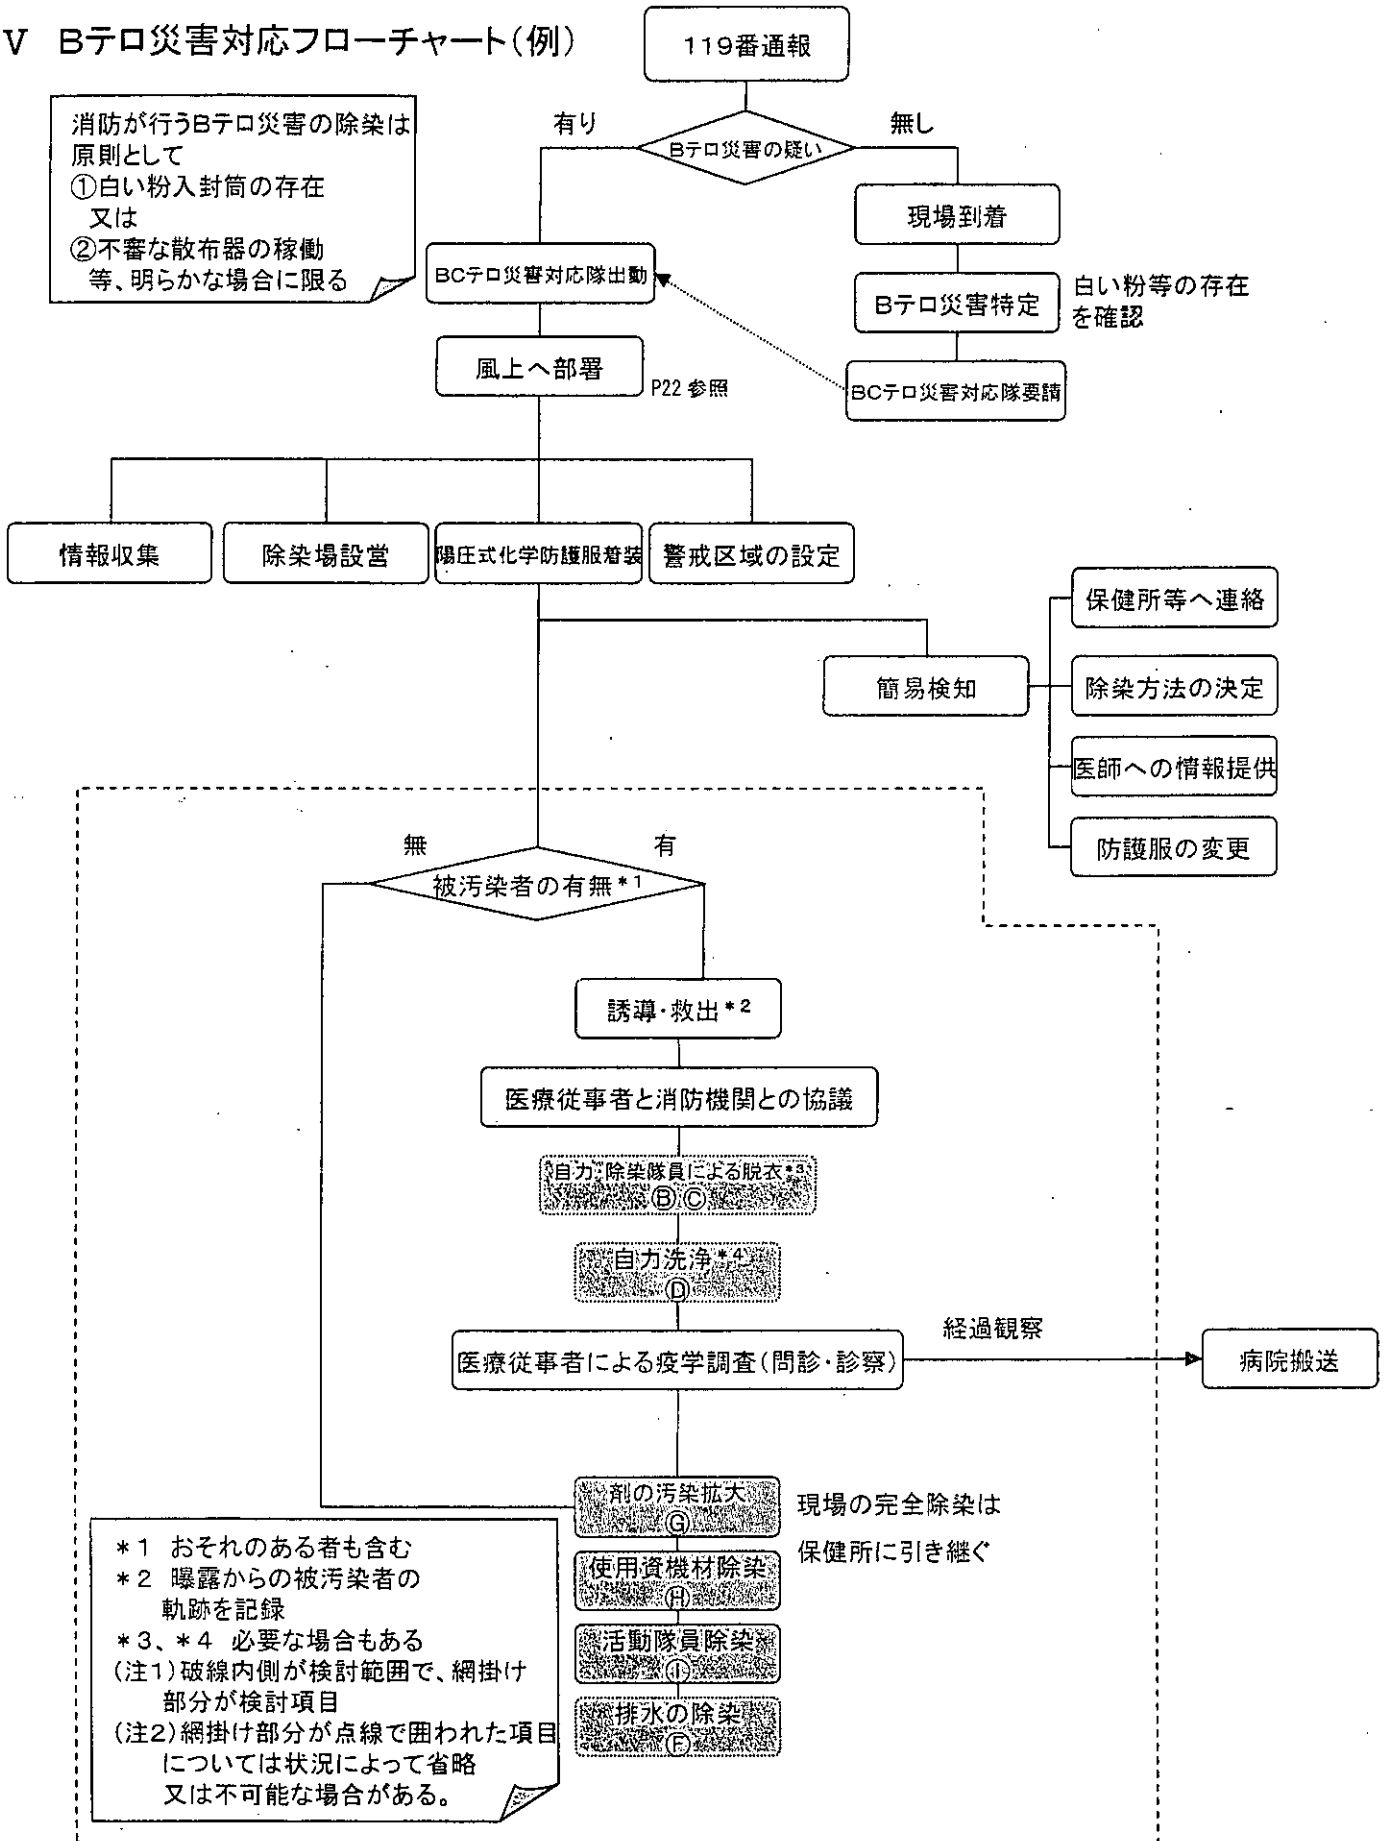 Ⅴ Bテロ災害対応フローチャート(例)
119番通報
消防が行うBテロ災害の除染は
原則として
①白い粉入封筒の存在
又は
②不審な散布器の稼働
等、明らかな場合に限る
有り
Bテロ災害の疑い
無し
現場到着
BCテロ災害対応隊出動
Bテロ災害特定
白い粉等の存在
を確認
風上へ部署
P22 参照
BCテロ災害対応隊要請
情報収集
除染場設営
陽圧式化学防護服着装
警戒区域の設定
保健所等へ連絡
簡易検知
除染方法の決定
医師への情報提供
防護服の変更
無
有
被汚染者の有無*1
誘導・救出*2
医療従事者と消防機関との協議
自力・除染隊員による脱衣*3
Ⓑ Ⓒ
自力洗浄*4
Ⓓ
医療従事者による疫学調査(問診・診察)
経過観察
病院搬送
剤の汚染拡大
Ⓖ
現場の完全除染は
保健所に引き継ぐ
使用資機材除染
Ⓗ
活動隊員除染
Ⓘ
排水の除染
Ⓕ
*1 おそれのある者も含む
*2 曝露からの被汚染者の
軌跡を記録
*3、*4 必要な場合もある
(注1)破線内側が検討範囲で、網掛け
部分が検討項目
(注2)網掛け部分が点線で囲われた項目
については状況によって省略
又は不可能な場合がある。